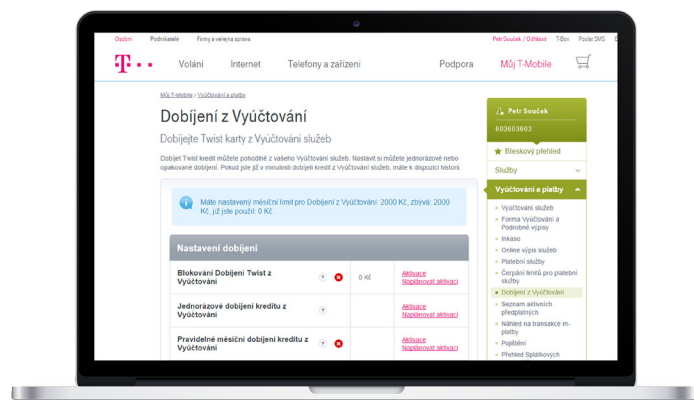 Osobní Podnikatelé Firmy a veřejná správa Petr Souček / Odhlásit T-Box Poslat SMS E
T Volání Internet Telefony a zařízení Podpora Můj T-Mobile
Můj T-Mobile > Vyúčtování a platby
Dobíjení z Vyúčtování
Dobíjejte Twist karty z Vyúčtování služeb
Dobíjet Twist kredit můžete pohodlně z vašeho Vyúčtování služeb. Nastavit si můžete jednorázové nebo
opakované dobíjení. Pokud jste již v minulosti dobíjeli kredit z Vyúčtování služeb, máte k dispozici historii.
Máte nastavený měsíční limit pro Dobíjení z Vyúčtování: 2000 Kč, zbývá: 2000
Kč, již jste použil: 0 Kč.
Nastavení dobíjení
Blokování Dobíjení Twist z
Vyúčtování
? 0 Kč
Aktivace
Naplánovat aktivaci
Jednorázové dobíjení kreditu z
Vyúčtování
?
Aktivace
Naplánovat aktivaci
Pravidelné měsíční dobíjení kreditu z
Vyúčtování
?
Aktivace
Naplánovat aktivaci
Petr Souček
603603603
Bleskový přehled
Služby
Vyúčtování a platby
Vyúčtování služeb
Forma Vyúčtování a
Podrobné výpisy
Inkaso
Online výpis služeb
Platební služby
Čerpání limitů pro platební
služby
Dobíjení z Vyúčtování
Seznam aktivních
předplatných
Náhled na transakce m-
platby
Pojištění
Přehled Splátkových